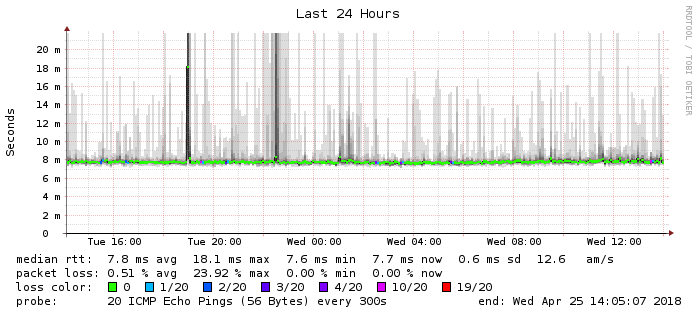 Last 24 Hours
RRDTOOL / TOBI OETIKER
Seconds
20 m
18 m
16 m
14 m
12 m
10 m
8 m
6 m
4 m
2 m
0
Tue 16:00 Tue 20:00 Wed 00:00 Wed 04:00 Wed 08:00 Wed 12:00
median rtt: 7.8 ms avg 18.1 ms max 7.6 ms min 7.7 ms now 0.6 ms sd 12.6 am/s
packet loss: 0.51 % avg 23.92 % max 0.00 % min 0.00 % now
loss color: 0 1/20 2/20 3/20 4/20 10/20 19/20
probe: 20 ICMP Echo Pings (56 Bytes) every 300s end: Wed Apr 25 14:05:07 2018